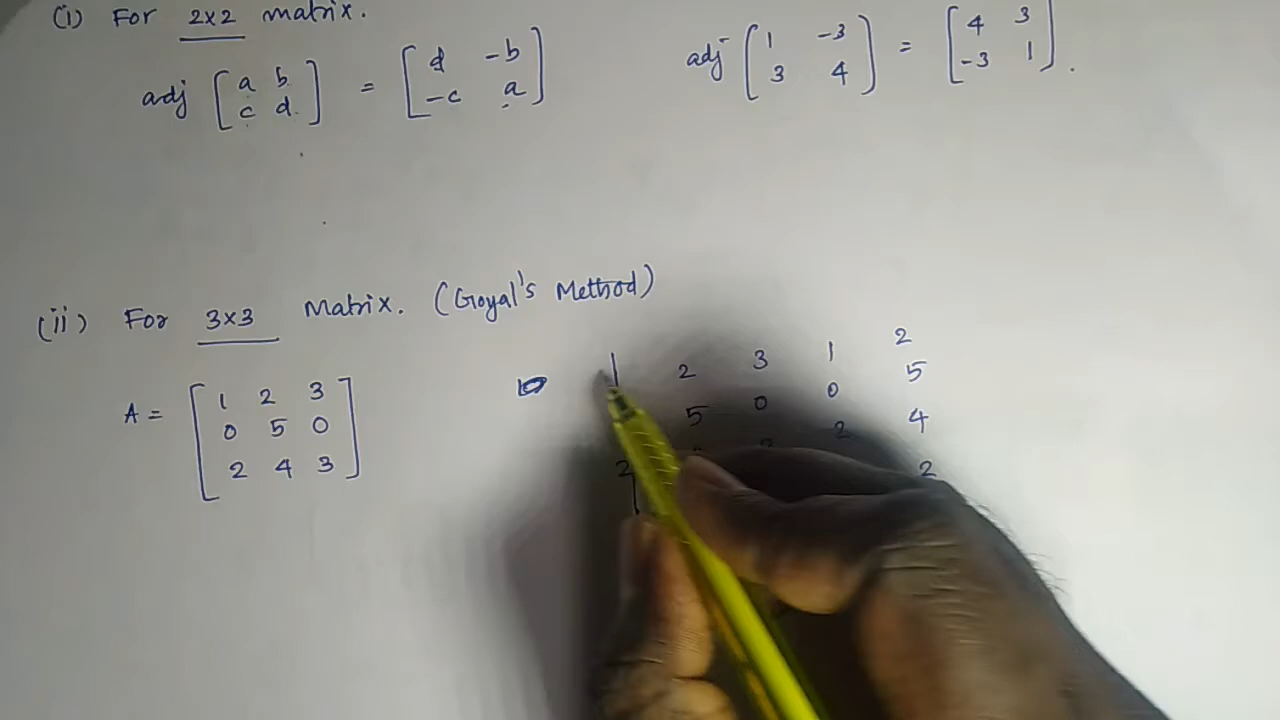 (i) For 2x2 matrix.
adj [a b c d] = [d -b -c a]
adj [1 -3 3 4] = [4 3 -3 1].
(ii) For 3x3 Matrix. (Goyal's Method)
A = [1 2 3
0 5 0
2 4 3]
1 2 3 1 2
5 0 0 5
2 2 4
2